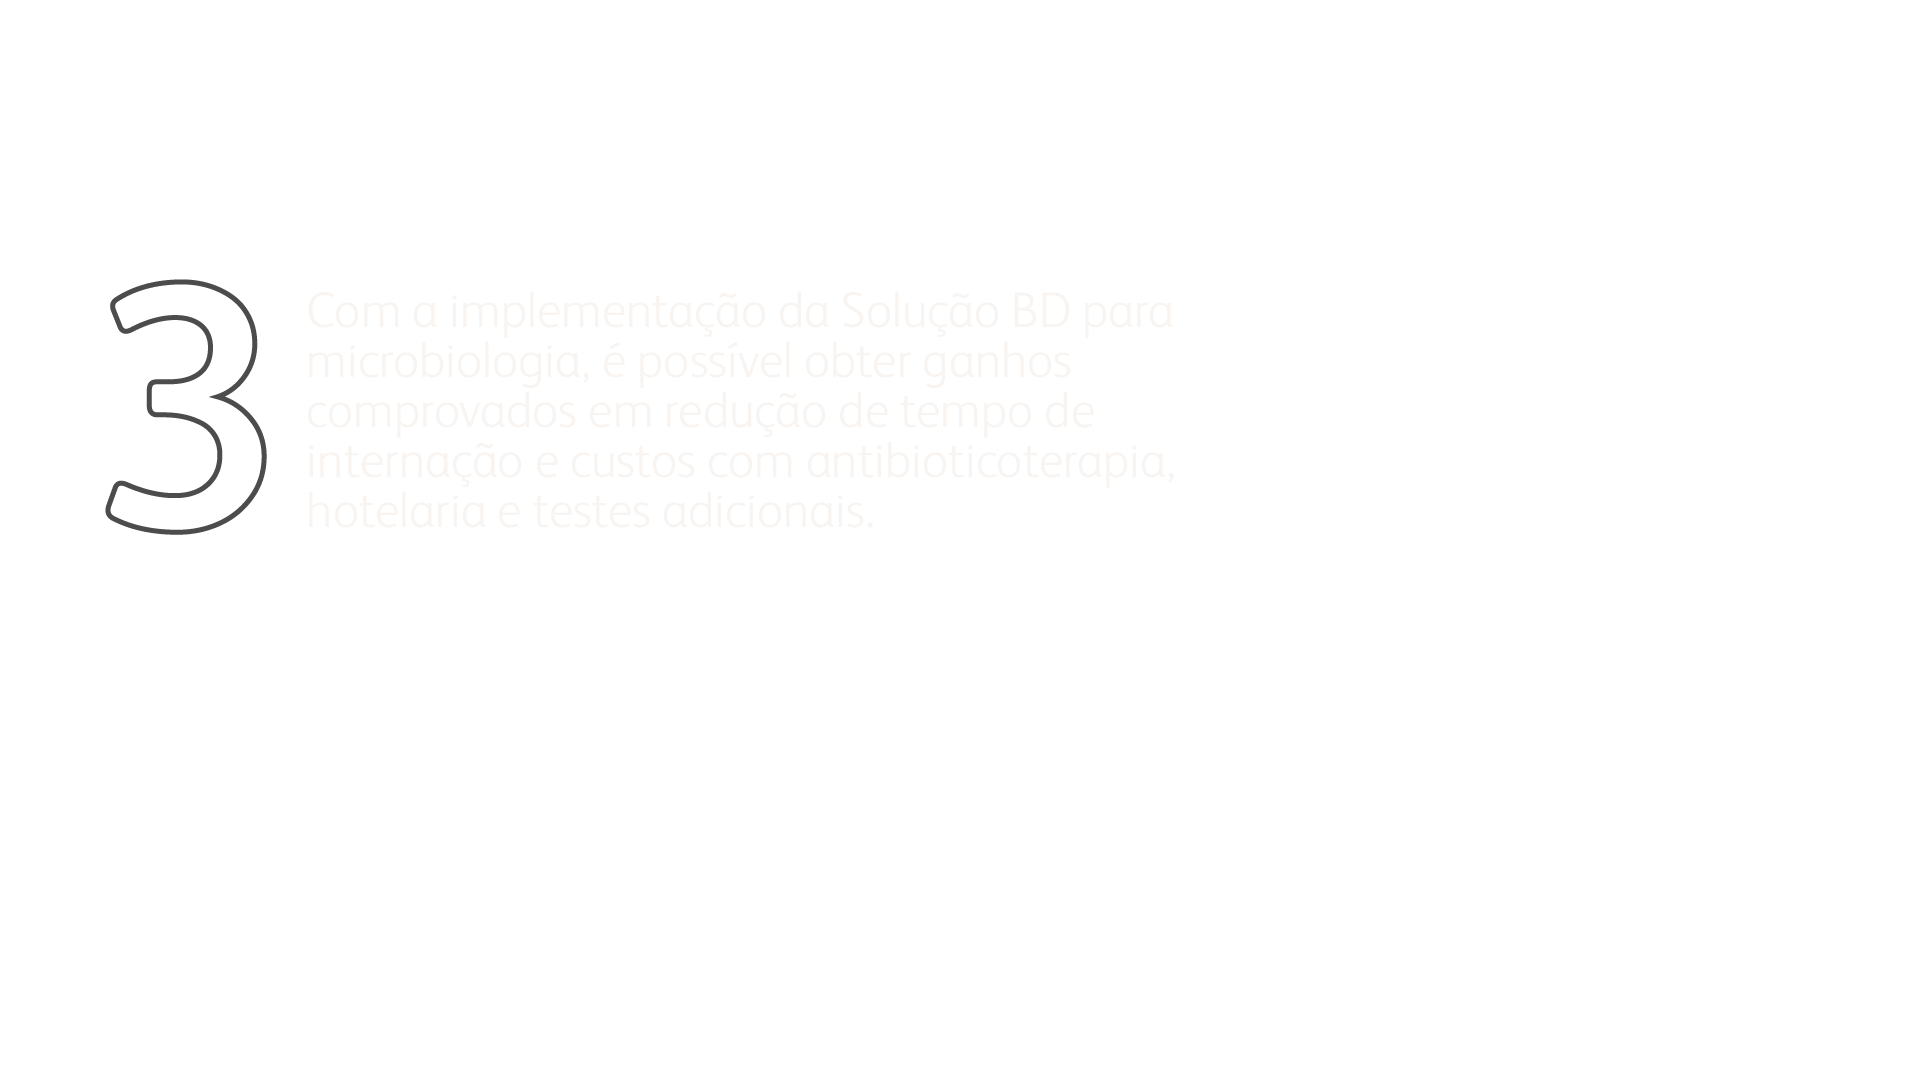 3
Com a implementação da Solução BD para
microbiologia, é possível obter ganhos
comprovados em redução de tempo de
internação e custos com antibioticoterapia,
hotelaria e testes adicionais.